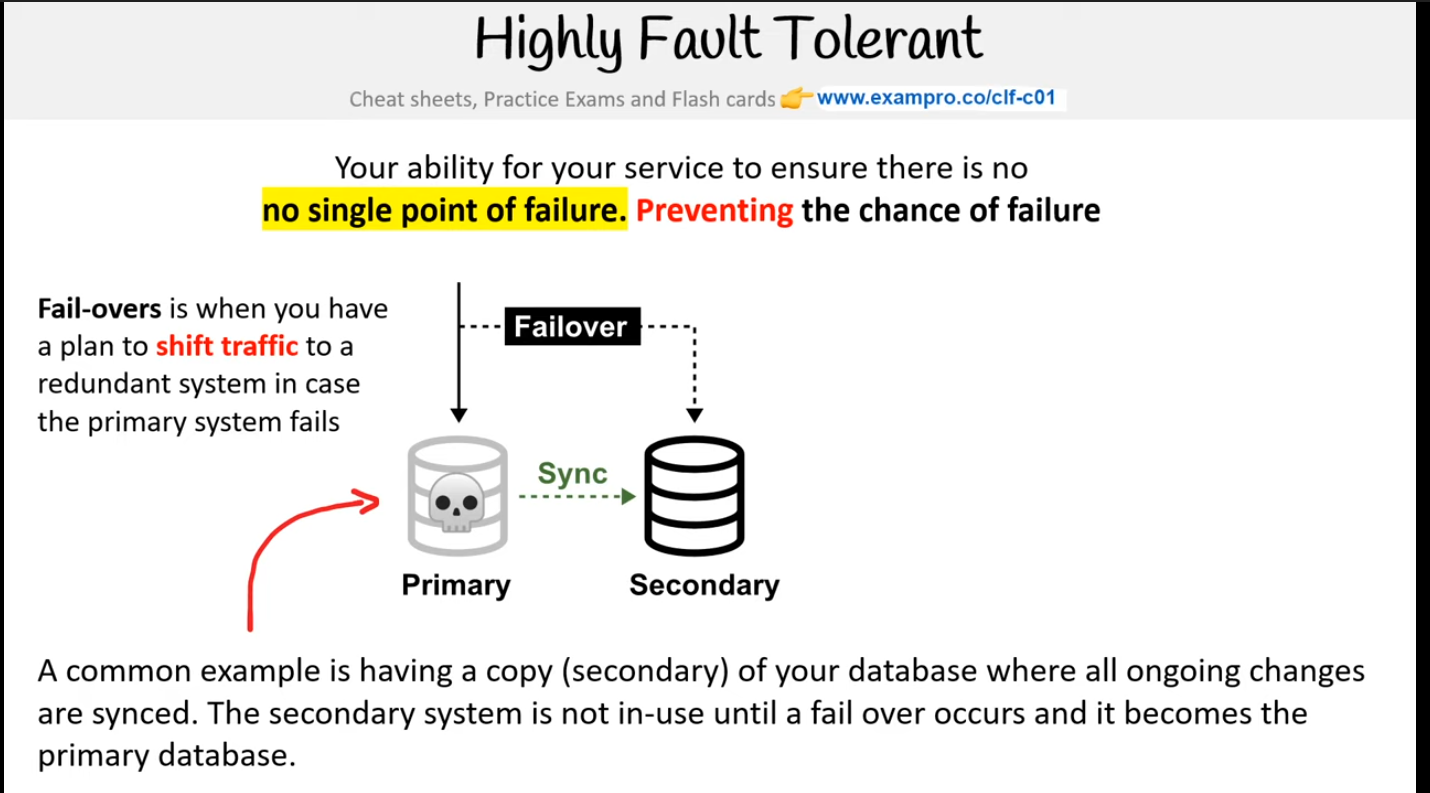 Highly Fault Tolerant
Cheat sheets, Practice Exams and Flash cards 👉 www.exampro.co/clf-c01
Your ability for your service to ensure there is no
no single point of failure. Preventing the chance of failure
Fail-overs is when you have
a plan to shift traffic to a
redundant system in case
the primary system fails
Failover
Sync
Primary
Secondary
A common example is having a copy (secondary) of your database where all ongoing changes
are synced. The secondary system is not in-use until a fail over occurs and it becomes the
primary database.